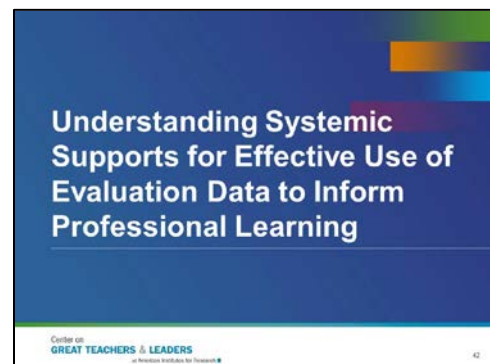 Understanding Systemic
Supports for Effective Use of
Evaluation Data to Inform
Professional Learning
Center on
GREAT TEACHERS & LEADERS
at American Institutes for Research
42